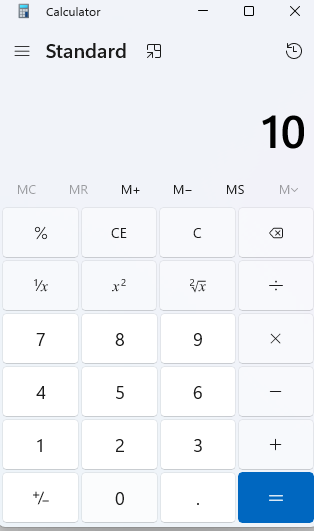 Calculator
Standard
10
MC MR M+ M− MS M˅
% CE C ⌫
¹/x x² ²√x ÷
7 8 9 ×
4 5 6 −
1 2 3 +
+/− 0 . =